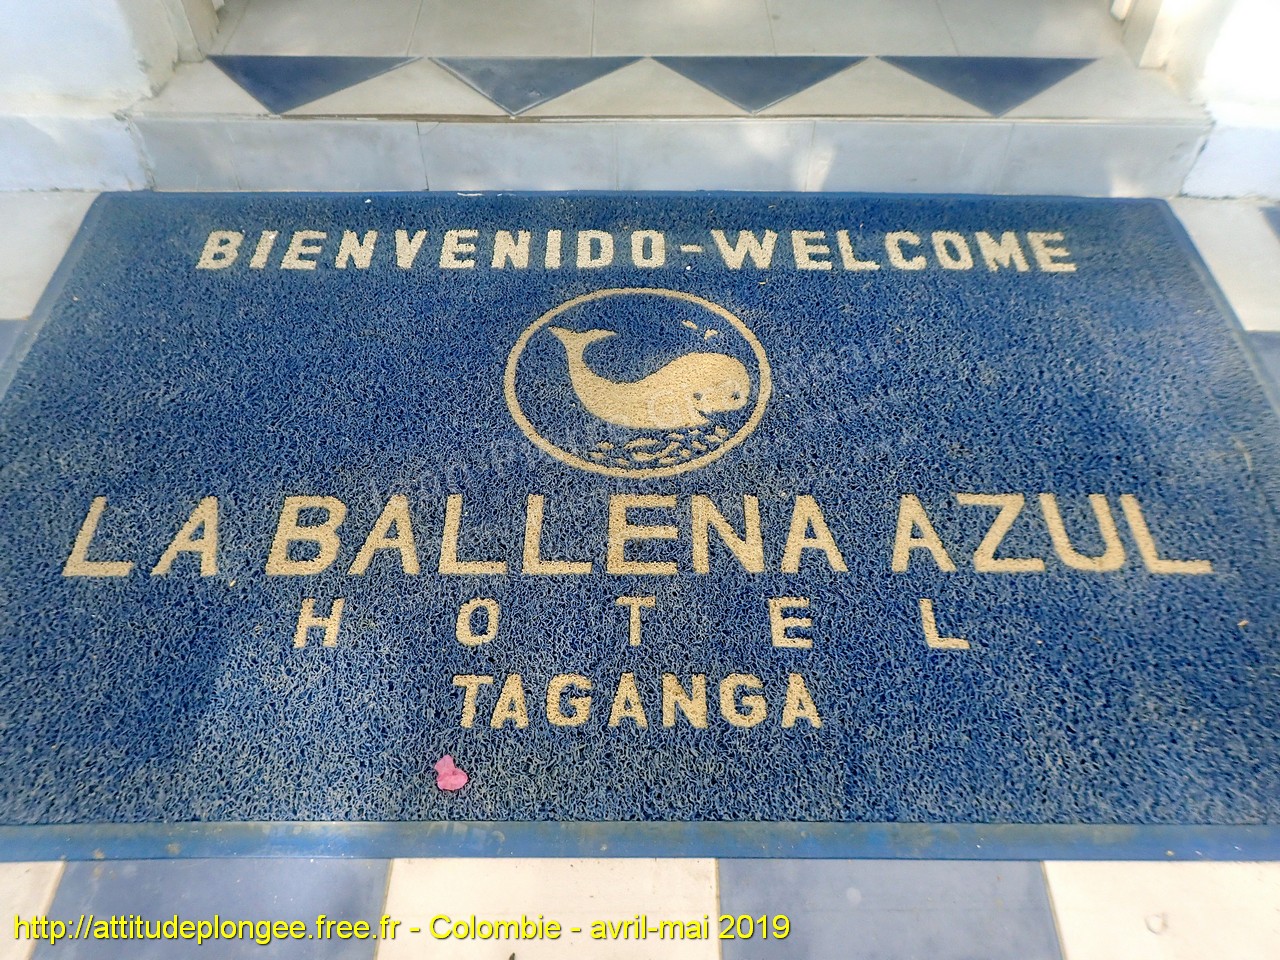 BIENVENIDO-WELCOME
LA BALLENA AZUL
HOTEL
TAGANGA
http://attitudeplongee.free.fr - Colombie - avril-mai 2019